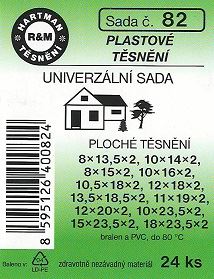 HARTMAN
R&M
TĚSNĚNÍ
Sada č. 82
PLASTOVÉ
TĚSNĚNÍ
UNIVERZÁLNÍ SADA
PLOCHÉ TĚSNĚNÍ
8×13,5×2, 10×14×2,
8×15×2, 10×16×2,
10,5×18×2, 12×18×2,
13,5×18,5×2, 11×19×2,
12×20×2, 10×23,5×2,
15×23,5×2, 18×23,5×2,
bralen a PVC, do 80 °C
8 595126 400824
Baleno v:
LD-PE
zdravotně nezávadný materiál
24 ks